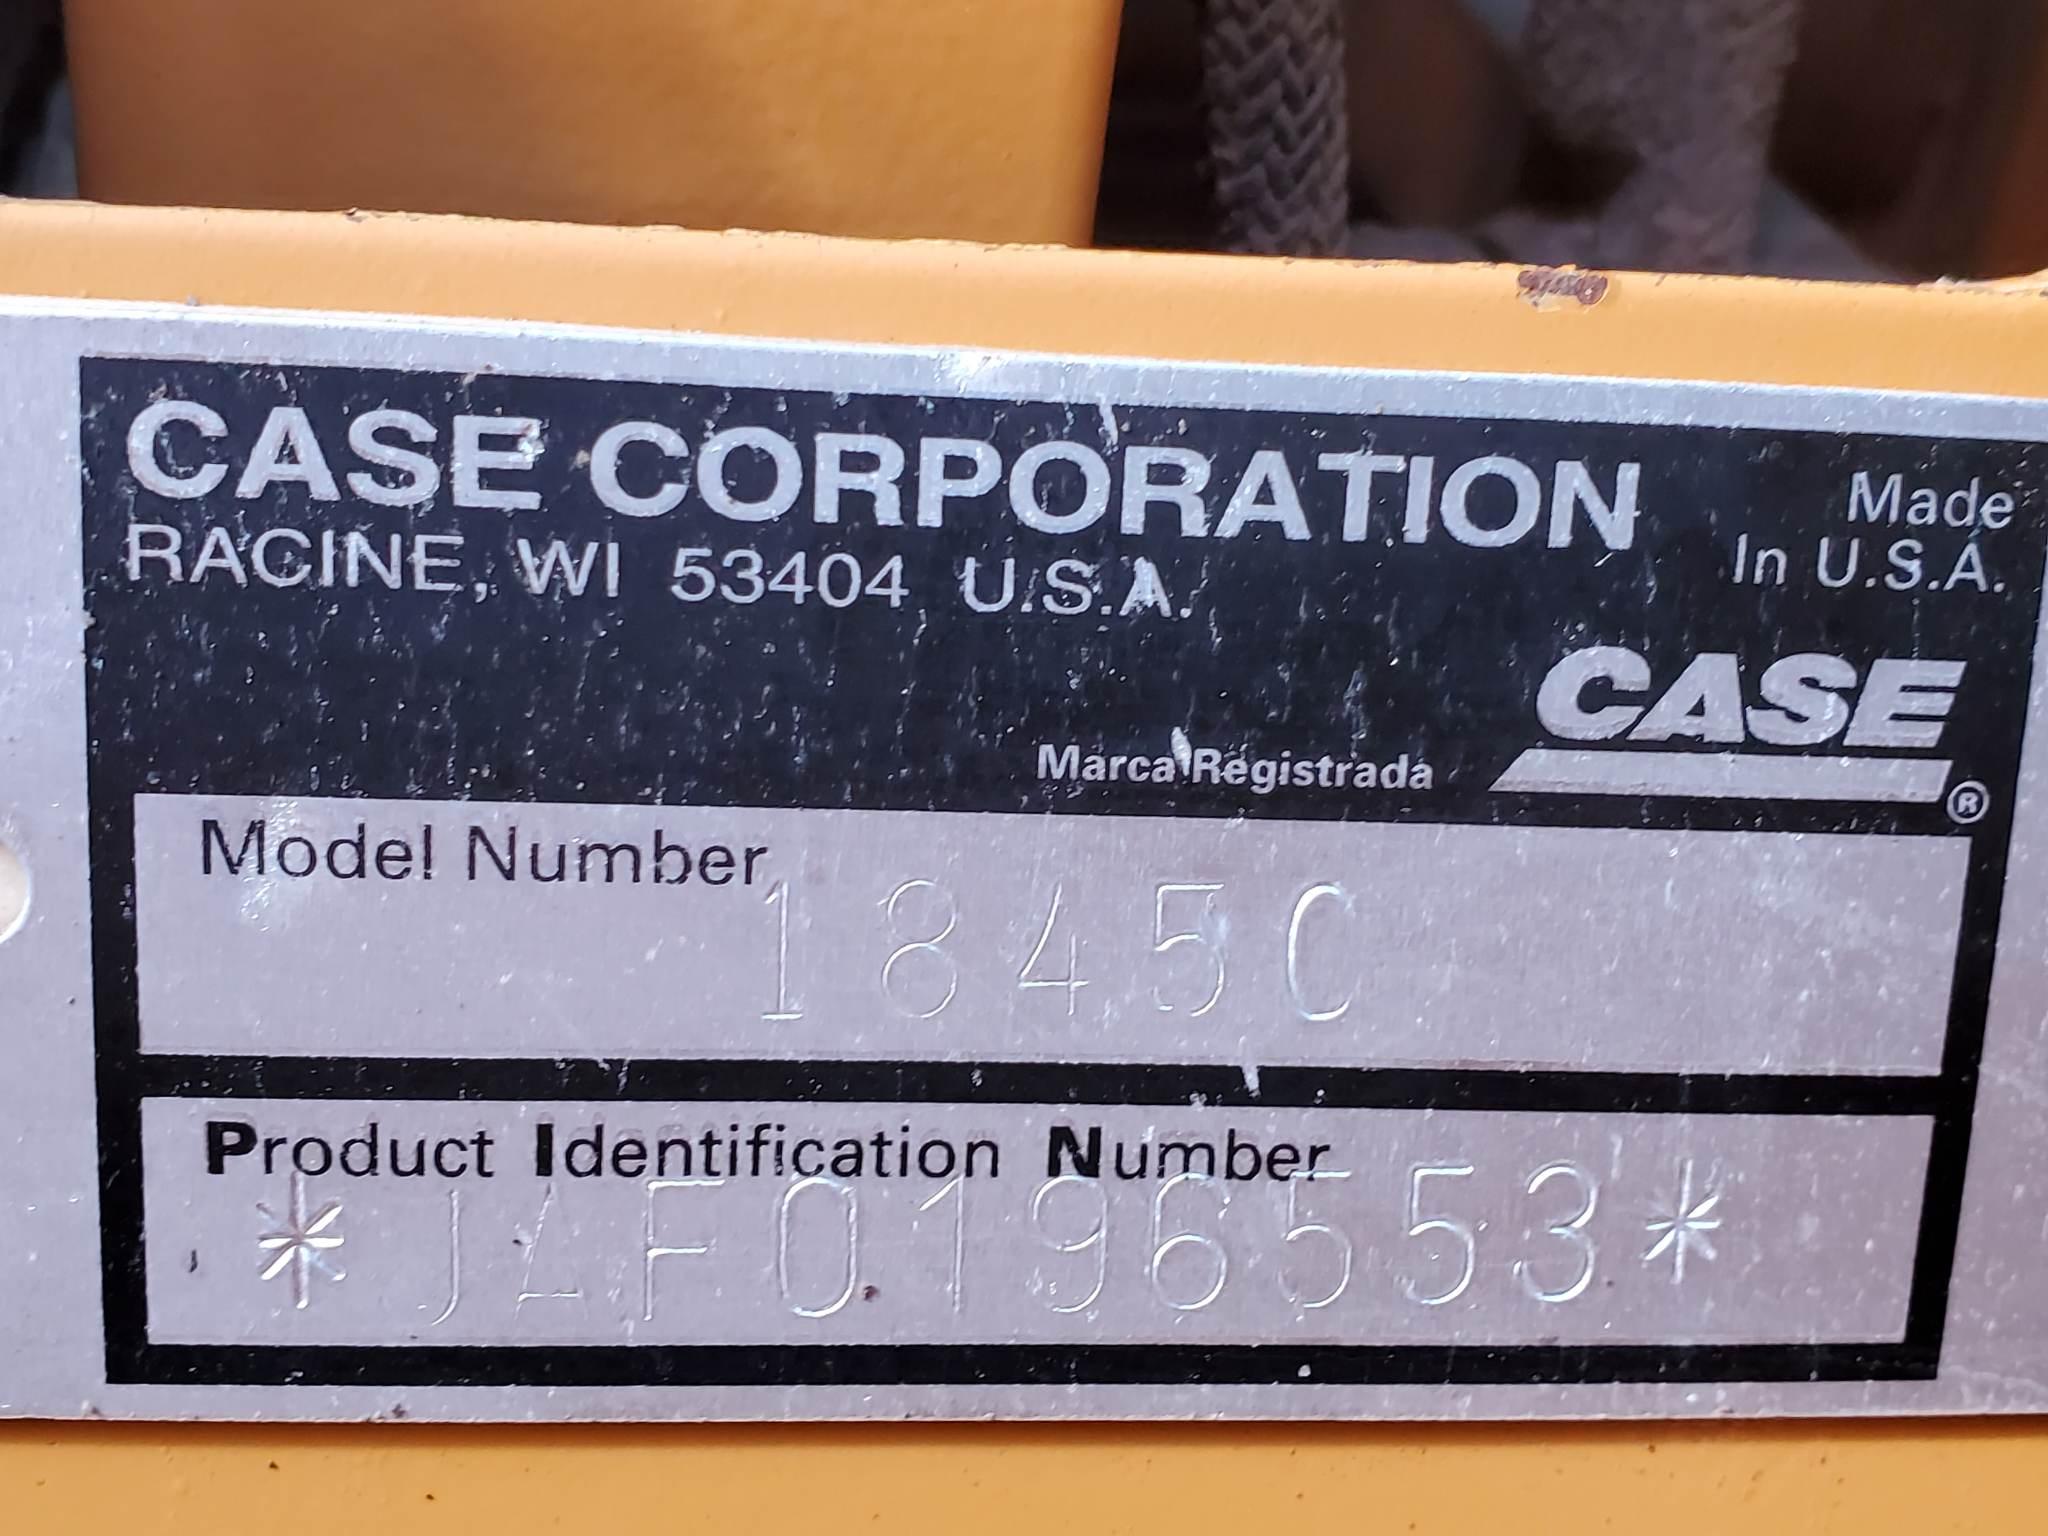 CASE CORPORATION
RACINE, WI 53404 U.S.A.
Made
In U.S.A.
CASE
Marca Registrada
®
Model Number
1845C
Product Identification Number
*JAF0196553*